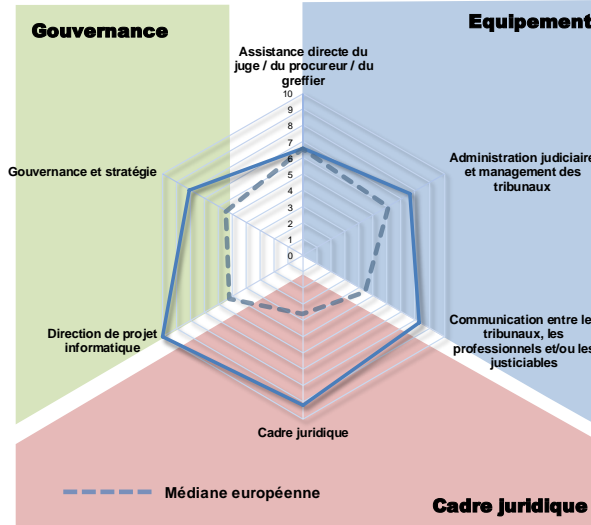 Gouvernance
Equipement
Assistance directe du
juge / du procureur / du
greffier
10
9
8
7
6
5
4
3
2
1
0
Gouvernance et stratégie
Administration judiciaire
et management des
tribunaux
Direction de projet
informatique
Communication entre le
tribunaux, les
professionnels et/ou les
justiciables
Cadre juridique
Médiane européenne
Cadre juridique